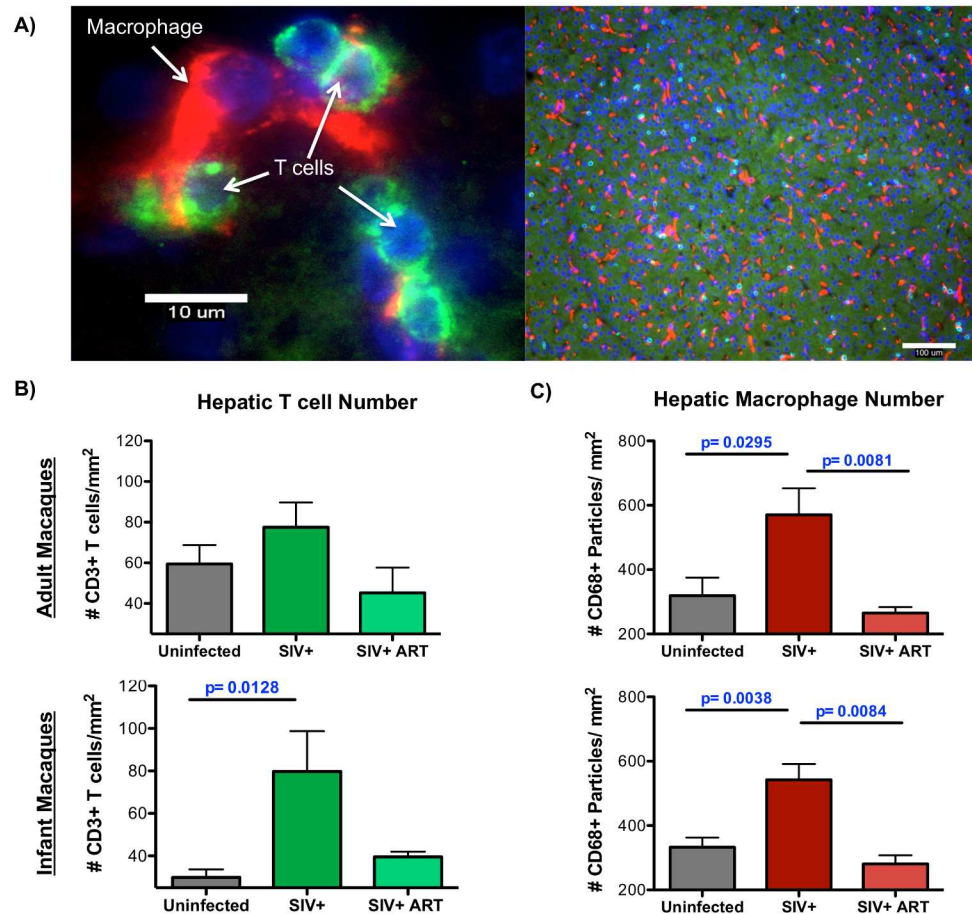 A)
Macrophage
T cells
10 um
100 um
B)
Hepatic T cell Number
Adult Macaques
# CD3+ T cells/mm²
120
100
80
60
40
Uninfected
SIV+
SIV+ ART
Infant Macaques
# CD3+ T cells/mm²
120
100
80
60
40
p= 0.0128
Uninfected
SIV+
SIV+ ART
C)
Hepatic Macrophage Number
# CD68+ Particles/ mm²
800
600
400
200
p= 0.0295
p= 0.0081
Uninfected
SIV+
SIV+ ART
# CD68+ Particles/ mm²
800
600
400
200
p= 0.0038
p= 0.0084
Uninfected
SIV+
SIV+ ART